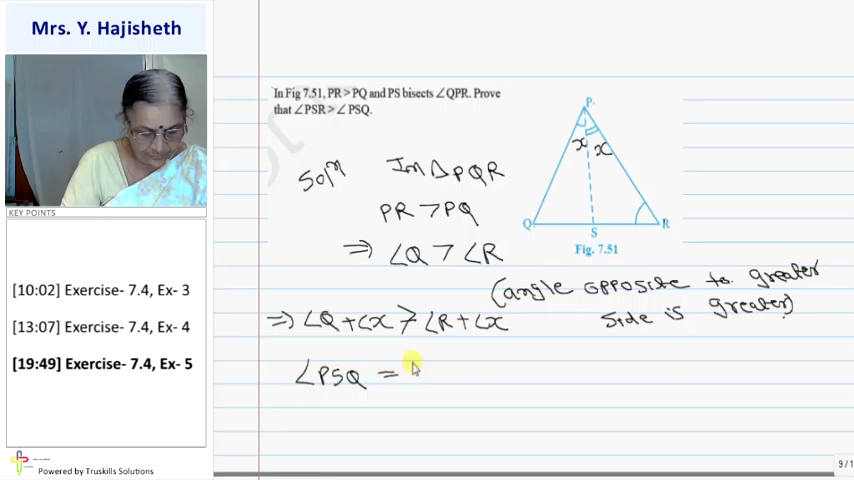 Mrs. Y. Hajisheth
KEY POINTS
[10:02] Exercise- 7.4, Ex- 3
[13:07] Exercise- 7.4, Ex- 4
[19:49] Exercise- 7.4, Ex- 5
Powered by Truskills Solutions
In Fig 7.51, PR > PQ and PS bisects ∠QPR. Prove
that ∠PSR > ∠PSQ.
P
x x
Q S R
Fig. 7.51
Solⁿ In △PQR
PR > PQ
⇒ ∠Q > ∠R
(angle opposite to greater
side is greater)
⇒ ∠Q + ∠x > ∠R + ∠x
∠PSQ =
9/1